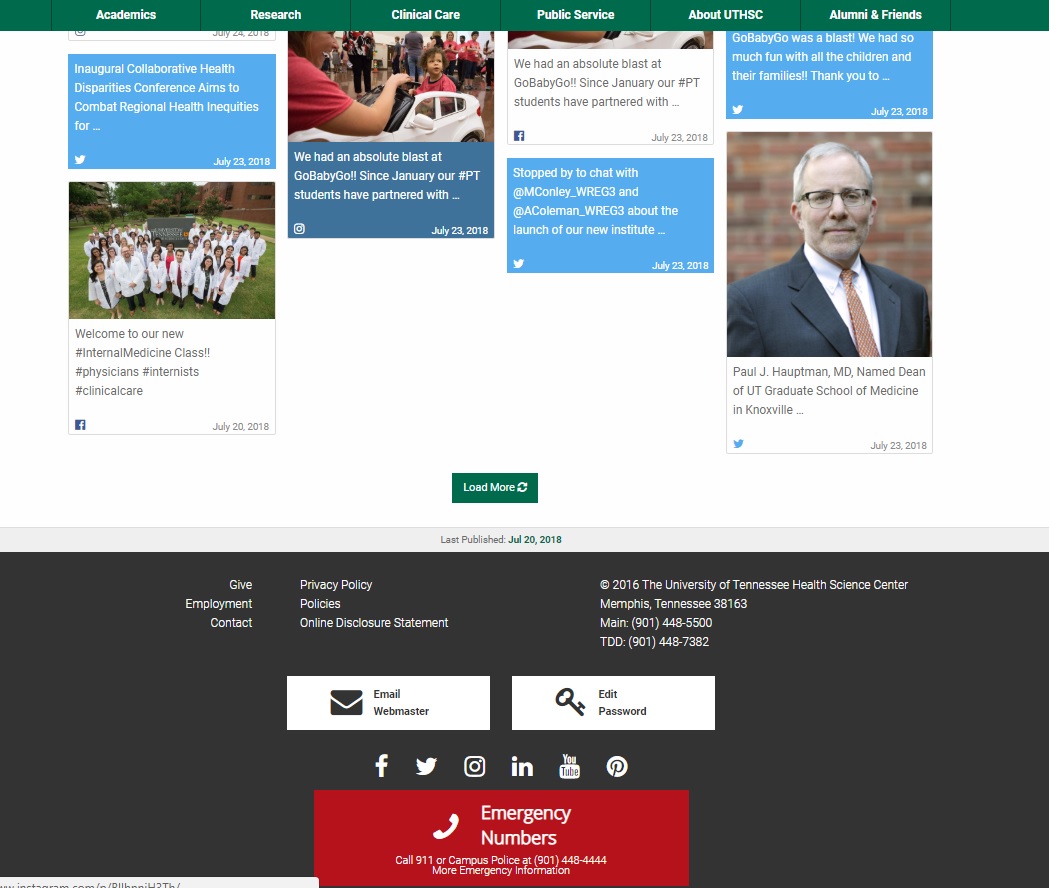 Academics
Research
Clinical Care
Public Service
About UTHSC
Alumni & Friends
July 24, 2018
Inaugural Collaborative Health
Disparities Conference Aims to
Combat Regional Health Inequities
for ...
July 23, 2018
Welcome to our new
#InternalMedicine Class!!
#physicians #internists
#clinicalcare
July 20, 2018
We had an absolute blast at
GoBabyGo!! Since January our #PT
students have partnered with ...
July 23, 2018
We had an absolute blast at
GoBabyGo!! Since January our #PT
students have partnered with ...
July 23, 2018
Stopped by to chat with
@MConley_WREG3 and
@AColeman_WREG3 about the
launch of our new institute ...
July 23, 2018
GoBabyGo was a blast! We had so
much fun with all the children and
their families!! Thank you to ...
July 23, 2018
Paul J. Hauptman, MD, Named Dean
of UT Graduate School of Medicine
in Knoxville ...
July 23, 2018
Load More
Last Published: Jul 20, 2018
Give
Employment
Contact
Privacy Policy
Policies
Online Disclosure Statement
© 2016 The University of Tennessee Health Science Center
Memphis, Tennessee 38163
Main: (901) 448-5500
TDD: (901) 448-7382
Email
Webmaster
Edit
Password
You
Tube
Emergency
Numbers
Call 911 or Campus Police at (901) 448-4444
More Emergency Information